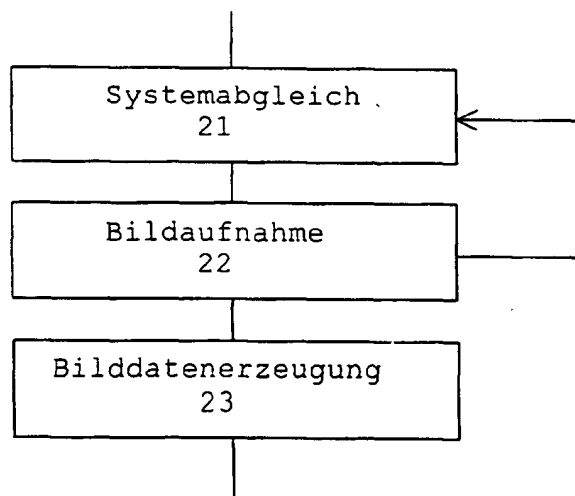 Systemabgleich
21
Bildaufnahme
22
Bilddatenerzeugung
23